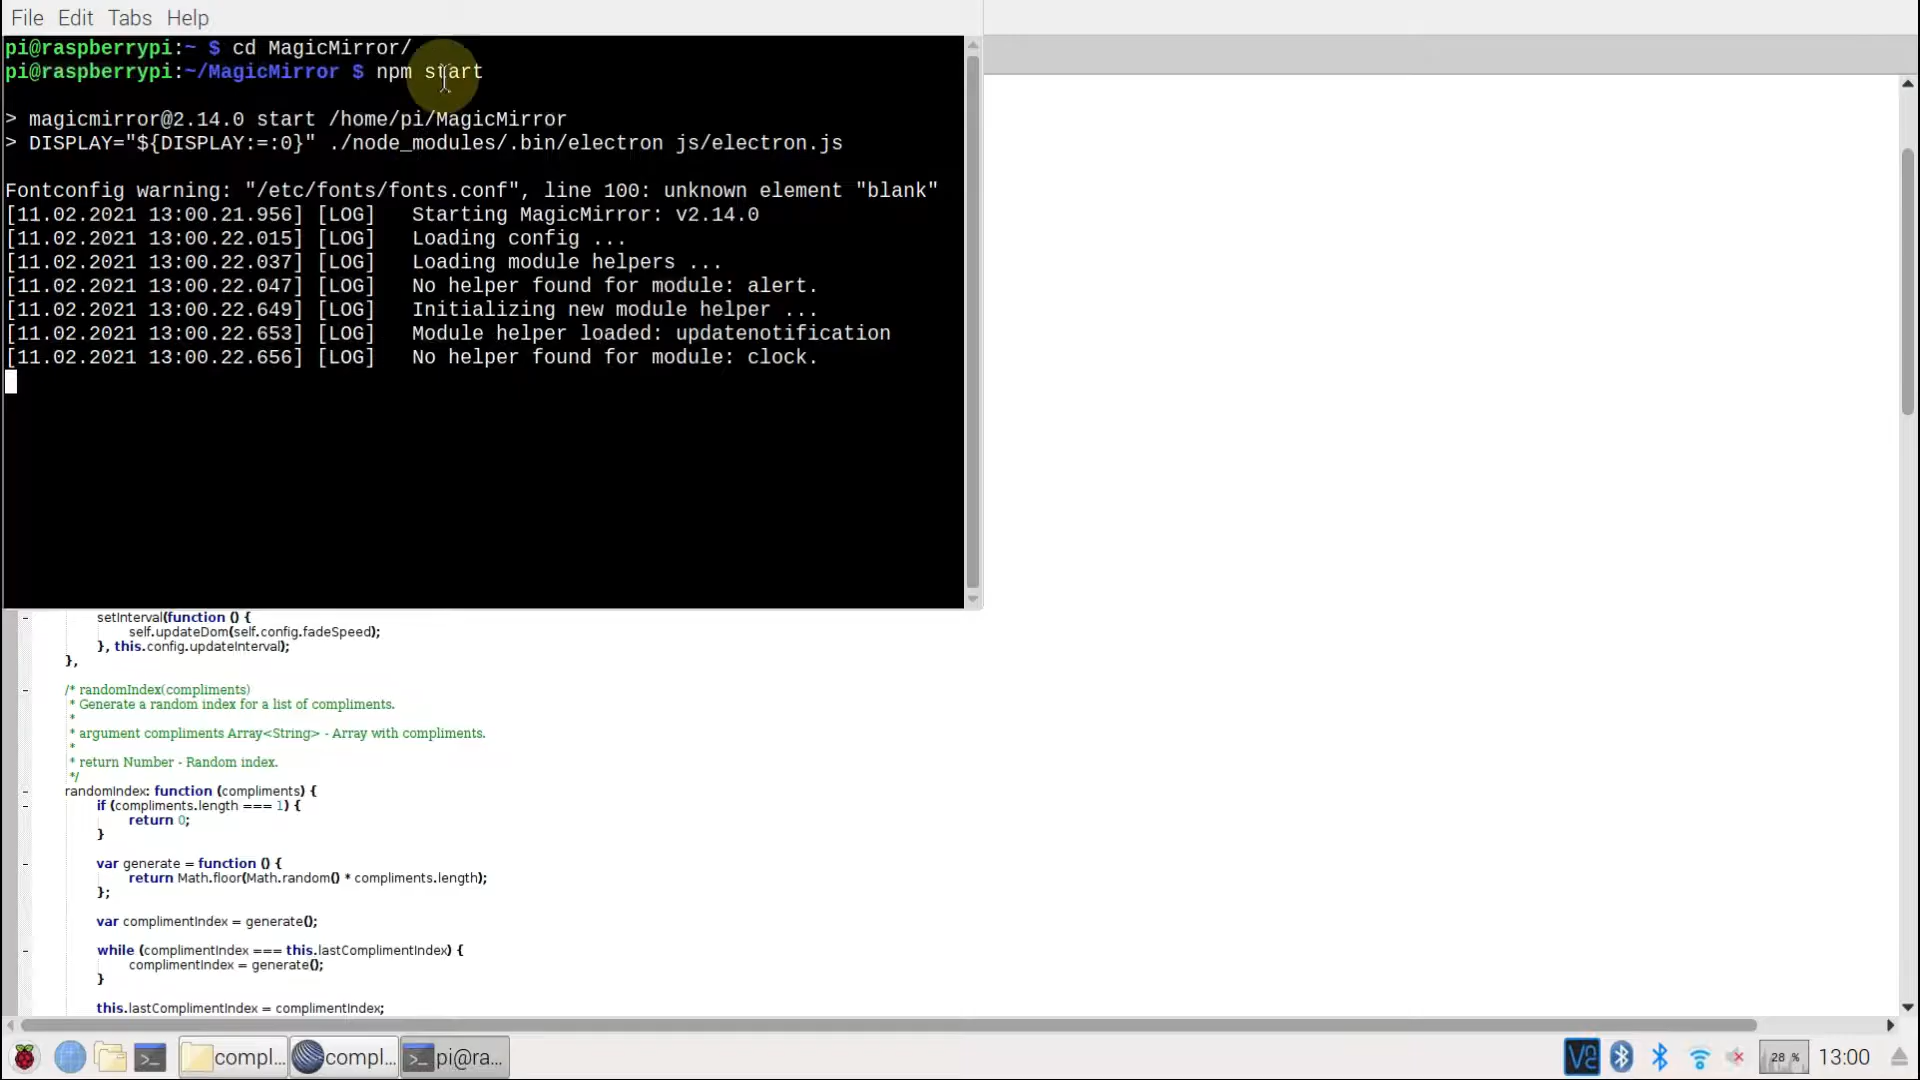 File Edit Tabs Help
pi@raspberrypi:~ $ cd MagicMirror/
pi@raspberrypi:~/MagicMirror $ npm start
> magicmirror@2.14.0 start /home/pi/MagicMirror
> DISPLAY="${DISPLAY:=:0}" ./node_modules/.bin/electron js/electron.js
Fontconfig warning: "/etc/fonts/fonts.conf", line 100: unknown element "blank"
[11.02.2021 13:00.21.956] [LOG]   Starting MagicMirror: v2.14.0
[11.02.2021 13:00.22.015] [LOG]   Loading config ...
[11.02.2021 13:00.22.037] [LOG]   Loading module helpers ...
[11.02.2021 13:00.22.047] [LOG]   No helper found for module: alert.
[11.02.2021 13:00.22.649] [LOG]   Initializing new module helper ...
[11.02.2021 13:00.22.653] [LOG]   Module helper loaded: updatenotification
[11.02.2021 13:00.22.656] [LOG]   No helper found for module: clock.
setInterval(function () {
self.updateDom(self.config.fadeSpeed);
}, this.config.updateInterval);
},
/* randomIndex(compliments)
* Generate a random index for a list of compliments.
*
* argument compliments Array<String> - Array with compliments.
*
* return Number - Random index.
*/
randomIndex: function (compliments) {
if (compliments.length === 1) {
return 0;
}
var generate = function () {
return Math.floor(Math.random() * compliments.length);
};
var complimentIndex = generate();
while (complimentIndex === this.lastComplimentIndex) {
complimentIndex = generate();
}
this.lastComplimentIndex = complimentIndex;
compl... compl... pi@ra... 28 % 13:00